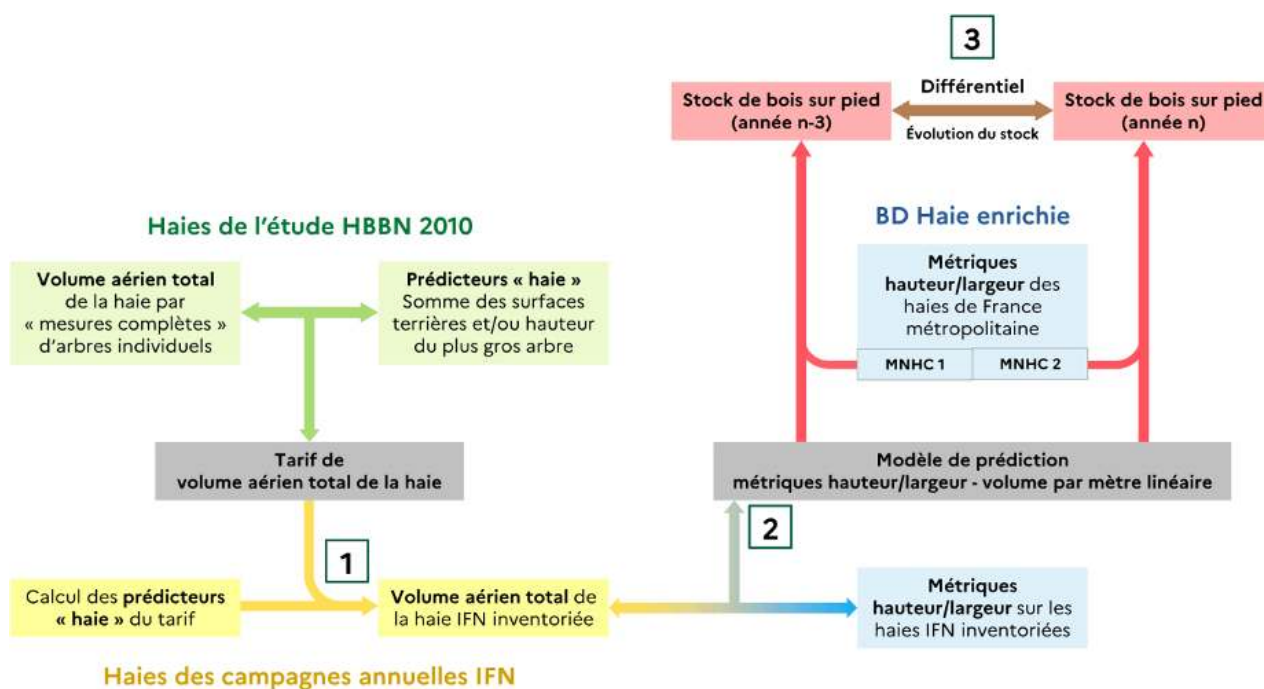 3
Différentiel
Stock de bois sur pied
(année n-3)
Évolution du stock
Stock de bois sur pied
(année n)
Haies de l'étude HBBN 2010
BD Haie enrichie
Volume aérien total
de la haie par
« mesures complètes »
d'arbres individuels
Prédicteurs « haie »
Somme des surfaces
terrières et/ou hauteur
du plus gros arbre
Métriques
hauteur/largeur des
haies de France
métropolitaine
MNHC 1
MNHC 2
Tarif de
volume aérien total de la haie
Modèle de prédiction
métriques hauteur/largeur - volume par mètre linéaire
1
2
Calcul des prédicteurs
« haie » du tarif
Volume aérien total de
la haie IFN inventoriée
Métriques
hauteur/largeur sur les
haies IFN inventoriées
Haies des campagnes annuelles IFN